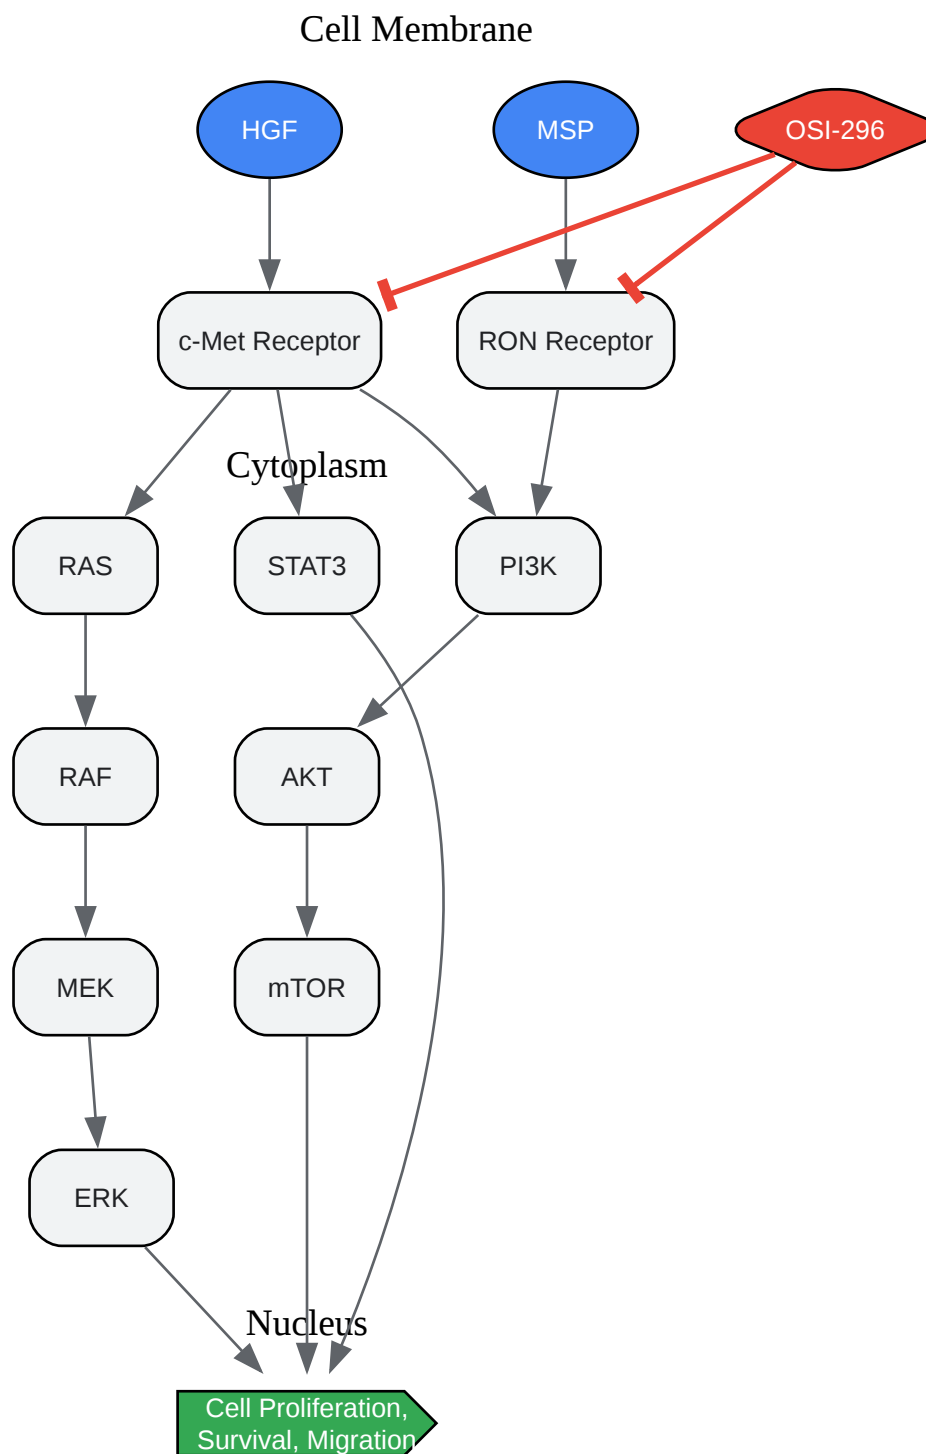 Cell Membrane
HGF
MSP
OSI-296
c-Met Receptor
RON Receptor
Cytoplasm
RAS
STAT3
PI3K
RAF
AKT
MEK
mTOR
ERK
Nucleus
Cell Proliferation,
Survival, Migration